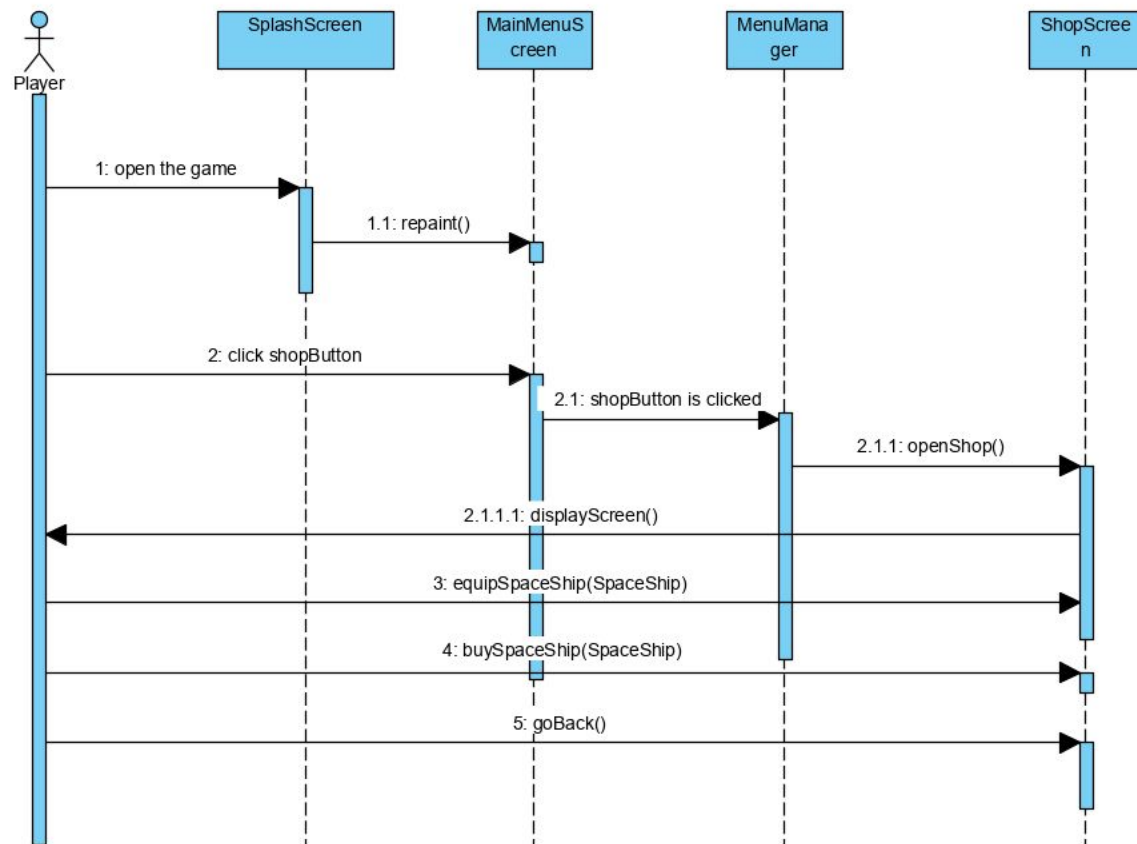 SplashScreen
MainMenuS
creen
MenuMana
ger
ShopScree
n
Player
1: open the game
1.1: repaint()
2: click shopButton
2.1: shopButton is clicked
2.1.1: openShop()
2.1.1.1: displayScreen()
3: equipSpaceShip(SpaceShip)
4: buySpaceShip(SpaceShip)
5: goBack()